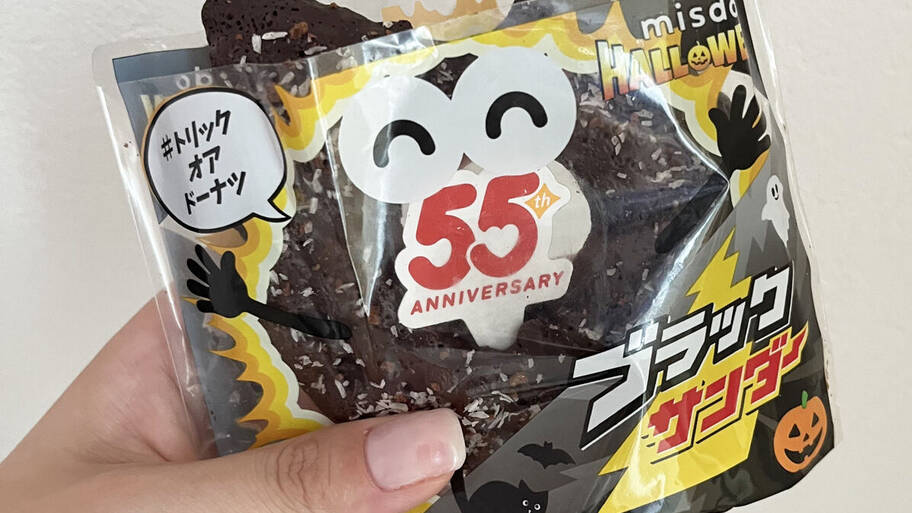 misdo
HALLOWE
#トリック
オア
ドーナツ
55th
ANNIVERSARY
ブラック
サンダー